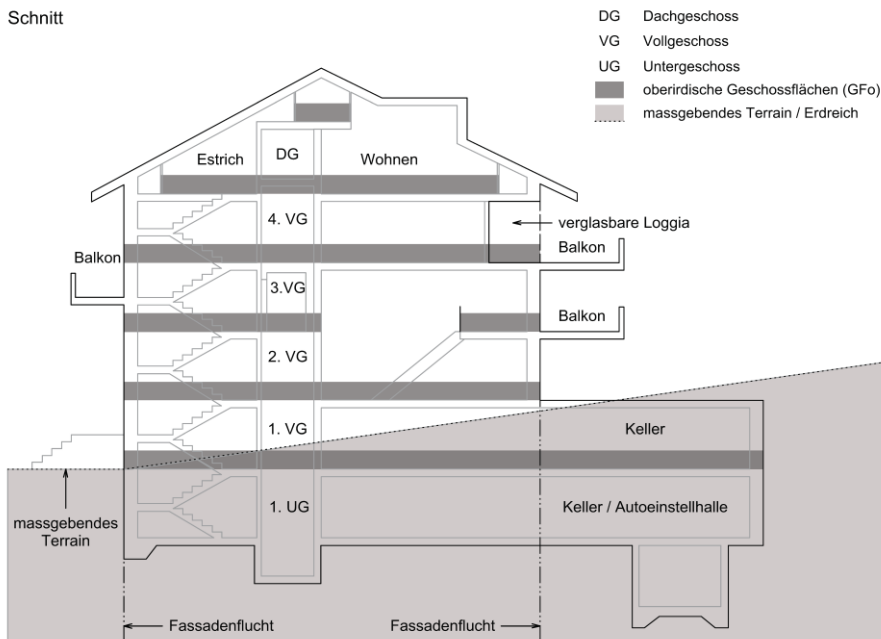 Schnitt
DG Dachgeschoss
VG Vollgeschoss
UG Untergeschoss
oberirdische Geschossflächen (GFo)
massgebendes Terrain / Erdreich
Estrich
DG
Wohnen
4. VG
verglasbare Loggia
Balkon
Balkon
3.VG
Balkon
2. VG
1. VG
Keller
1. UG
Keller / Autoeinstellhalle
massgebendes
Terrain
Fassadenflucht
Fassadenflucht